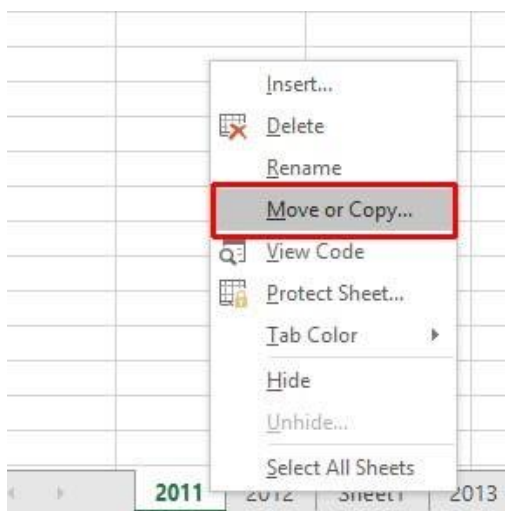 Insert...
Delete
Rename
Move or Copy...
View Code
Protect Sheet...
Tab Color
Hide
Unhide...
Select All Sheets
2011 2012 Sheet1 2013